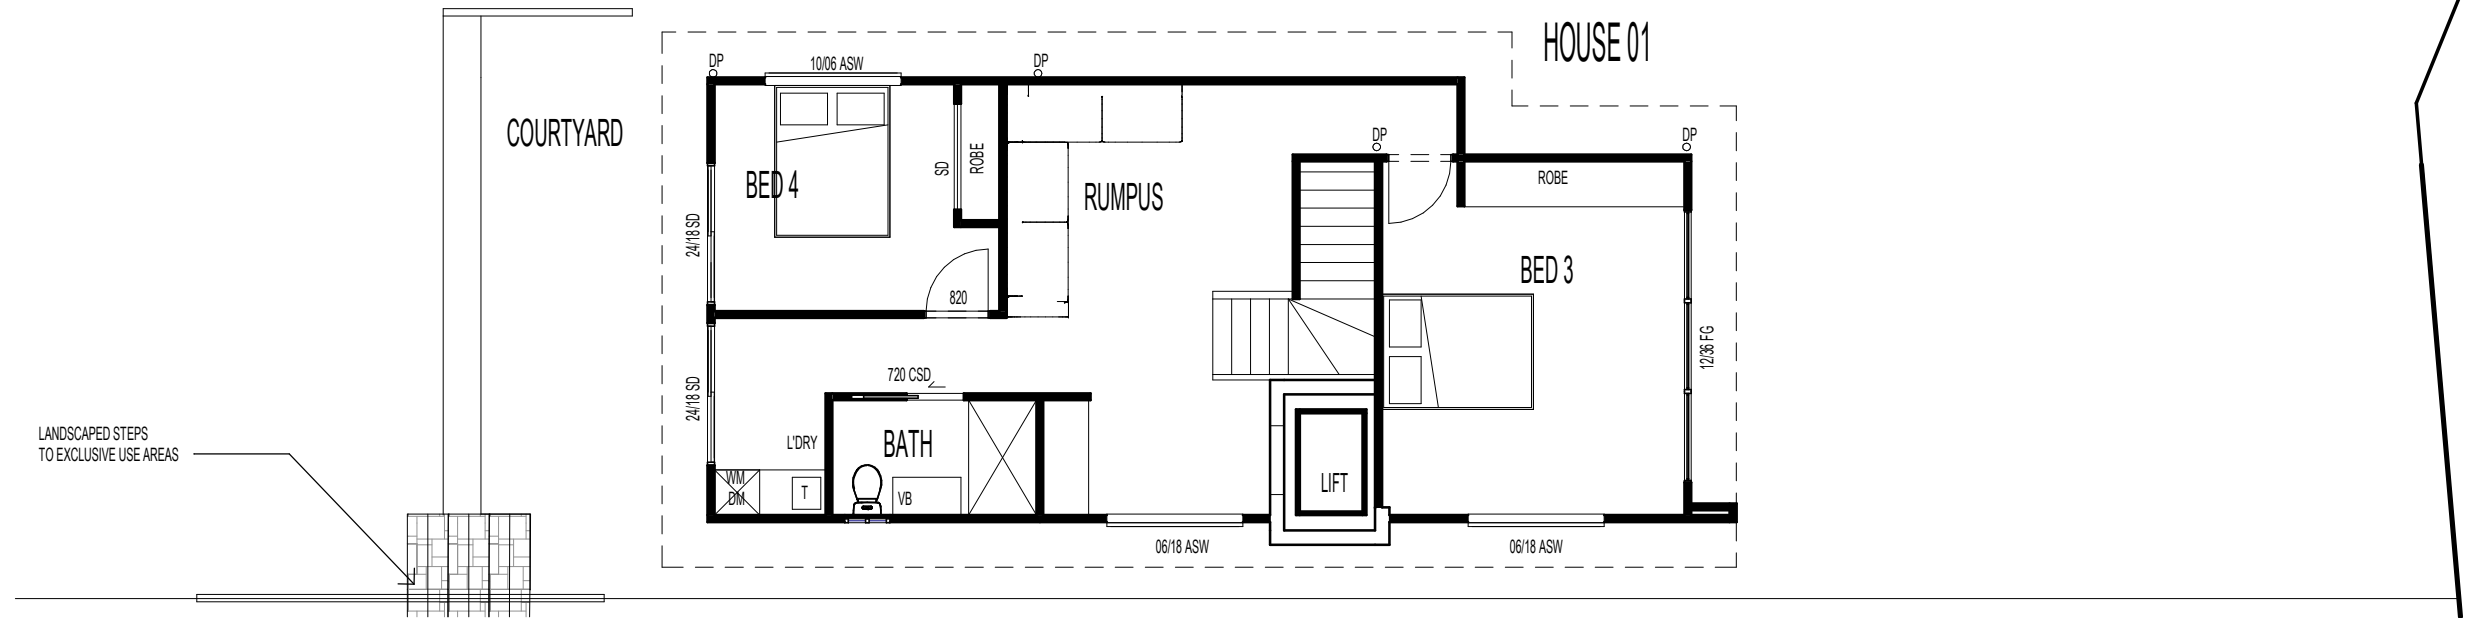 HOUSE 01
DP
10/06 ASW
DP
COURTYARD
DP
DP
SD
ROBE
ROBE
BED 4
RUMPUS
24/18 SD
BED 3
820
12/36 FG
720 CSD
24/18 SD
LANDSCAPED STEPS
TO EXCLUSIVE USE AREAS
L'DRY
BATH
WM
DM
T
VB
LIFT
06/18 ASW
06/18 ASW